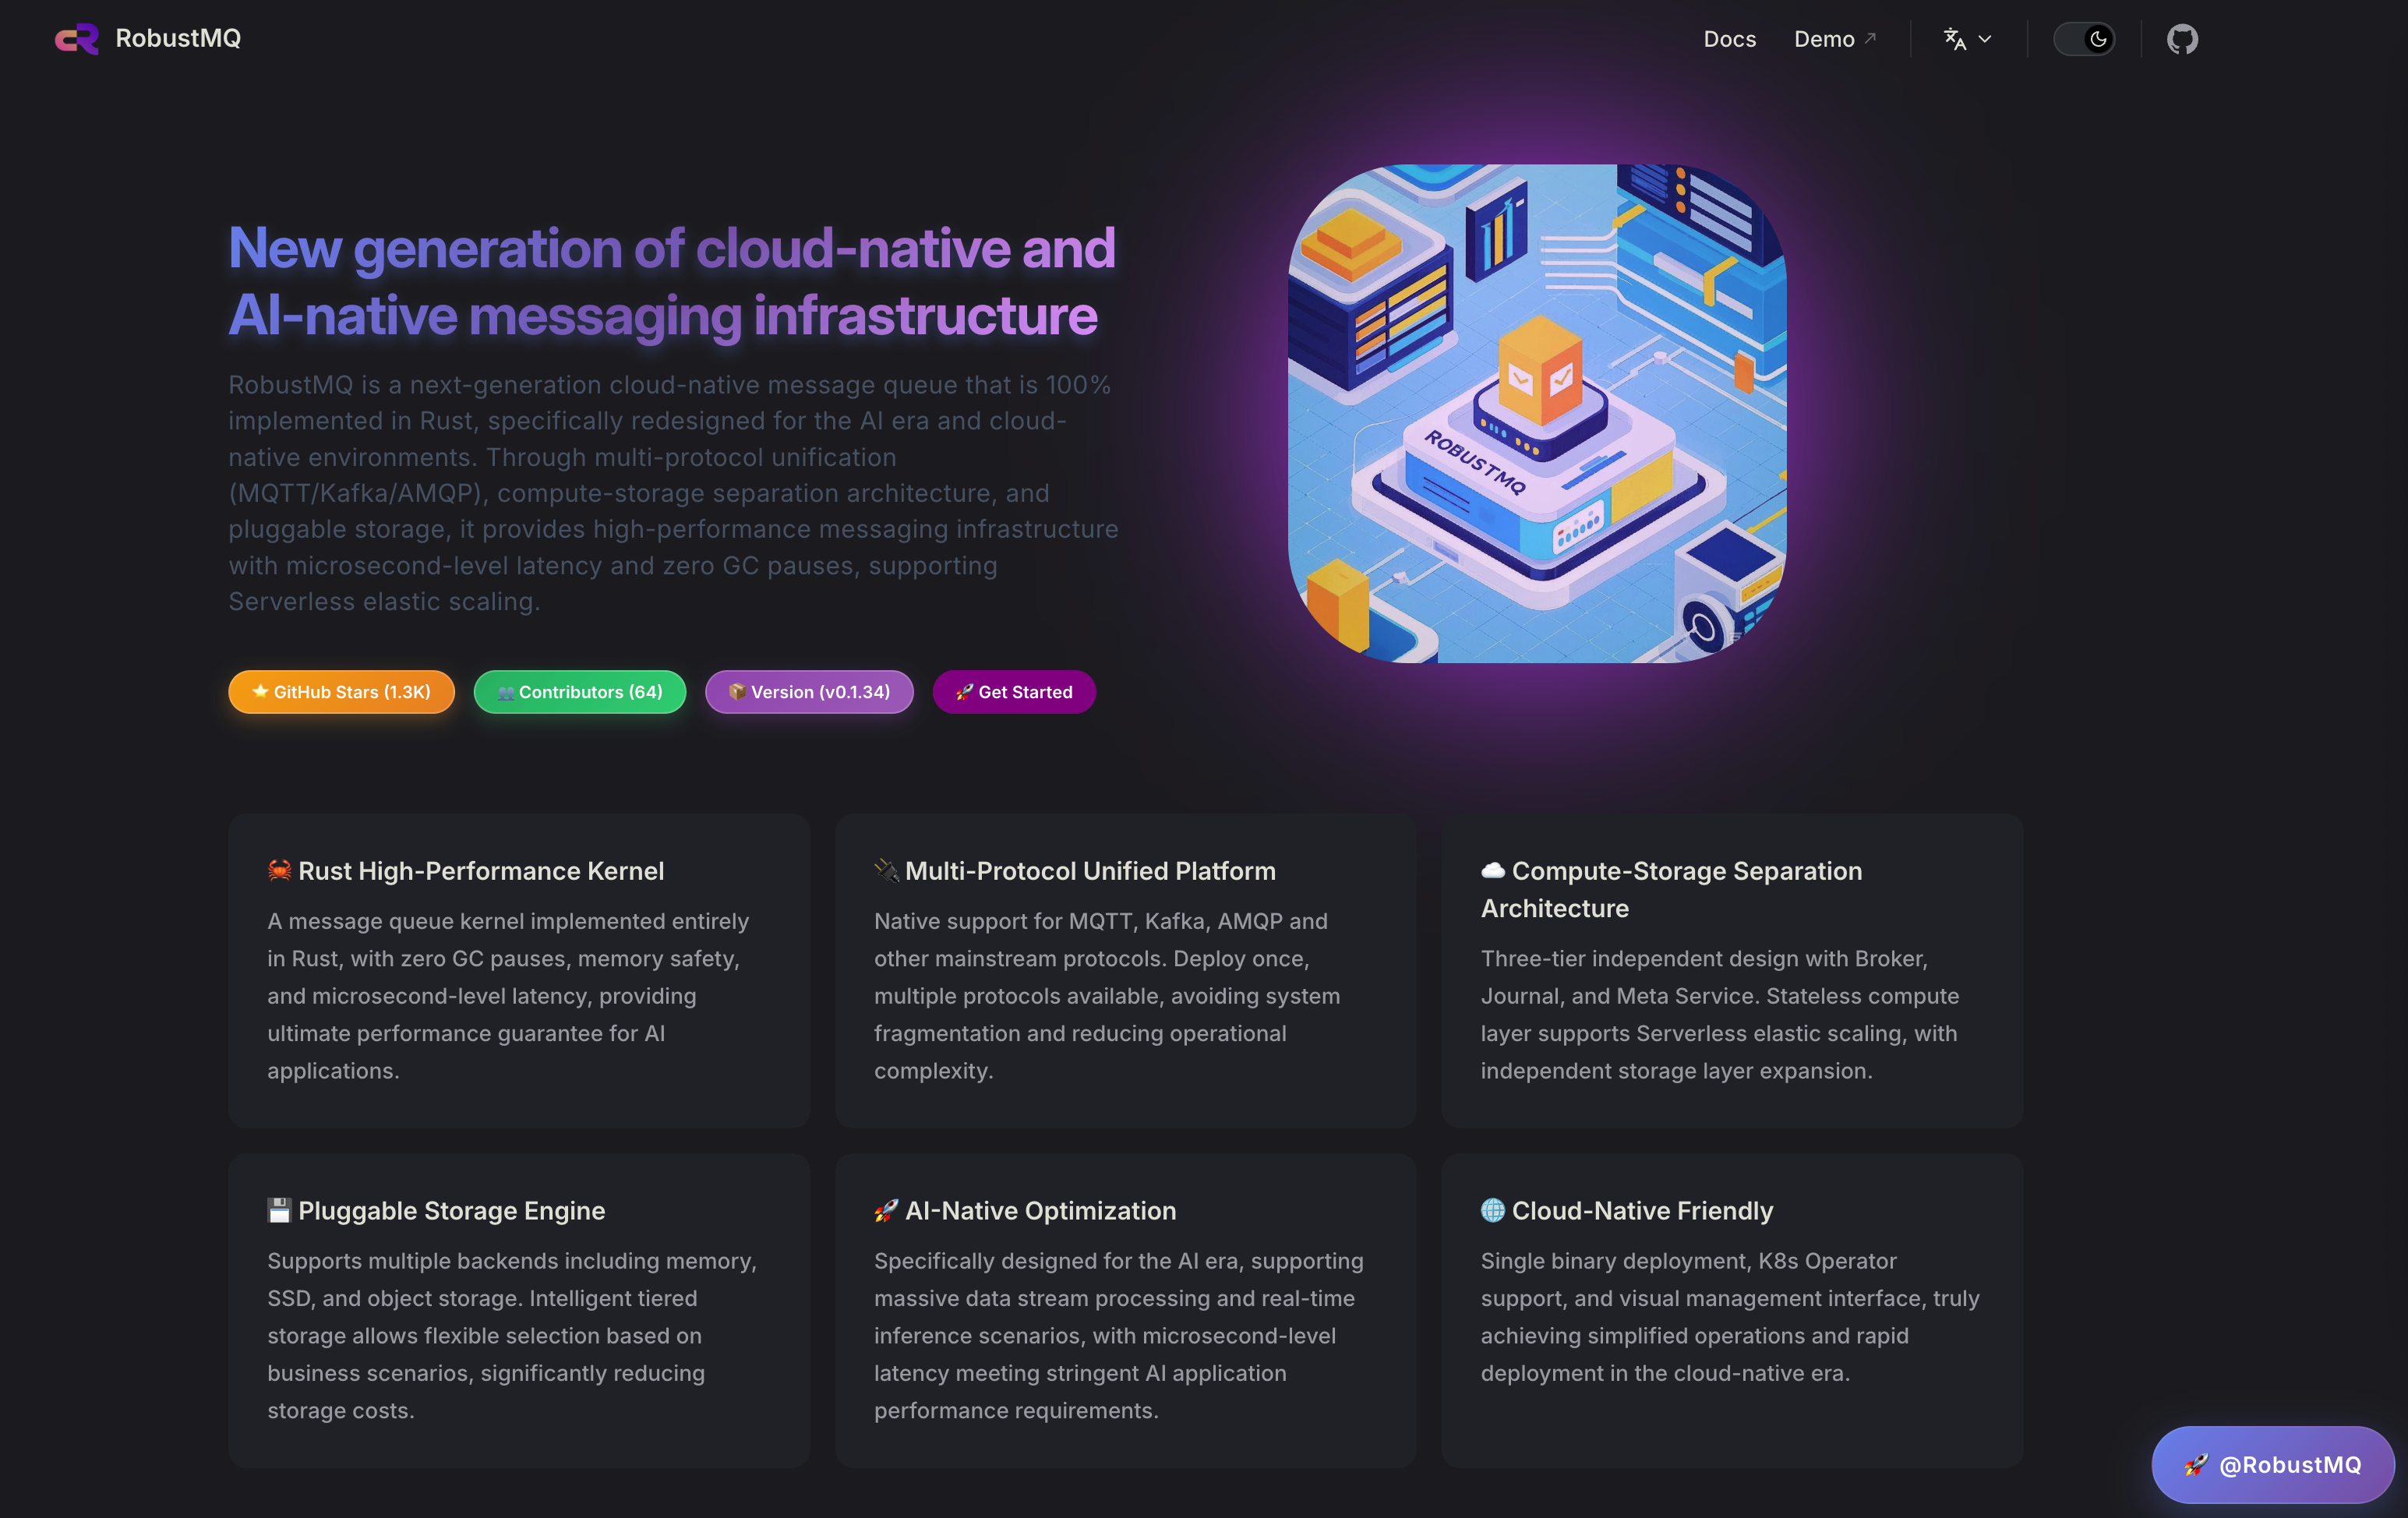 RobustMQ
Docs
Demo
New generation of cloud-native and
AI-native messaging infrastructure
RobustMQ is a next-generation cloud-native message queue that is 100%
implemented in Rust, specifically redesigned for the AI era and cloud-
native environments. Through multi-protocol unification
(MQTT/Kafka/AMQP), compute-storage separation architecture, and
pluggable storage, it provides high-performance messaging infrastructure
with microsecond-level latency and zero GC pauses, supporting
Serverless elastic scaling.
ROBUSTMQ
⭐ GitHub Stars (1.3K)
👥 Contributors (64)
📦 Version (v0.1.34)
🚀 Get Started
🦀 Rust High-Performance Kernel
A message queue kernel implemented entirely
in Rust, with zero GC pauses, memory safety,
and microsecond-level latency, providing
ultimate performance guarantee for AI
applications.
🔌 Multi-Protocol Unified Platform
Native support for MQTT, Kafka, AMQP and
other mainstream protocols. Deploy once,
multiple protocols available, avoiding system
fragmentation and reducing operational
complexity.
☁️ Compute-Storage Separation
Architecture
Three-tier independent design with Broker,
Journal, and Meta Service. Stateless compute
layer supports Serverless elastic scaling, with
independent storage layer expansion.
💾 Pluggable Storage Engine
Supports multiple backends including memory,
SSD, and object storage. Intelligent tiered
storage allows flexible selection based on
business scenarios, significantly reducing
storage costs.
🚀 AI-Native Optimization
Specifically designed for the AI era, supporting
massive data stream processing and real-time
inference scenarios, with microsecond-level
latency meeting stringent AI application
performance requirements.
🌐 Cloud-Native Friendly
Single binary deployment, K8s Operator
support, and visual management interface, truly
achieving simplified operations and rapid
deployment in the cloud-native era.
🚀 @RobustMQ